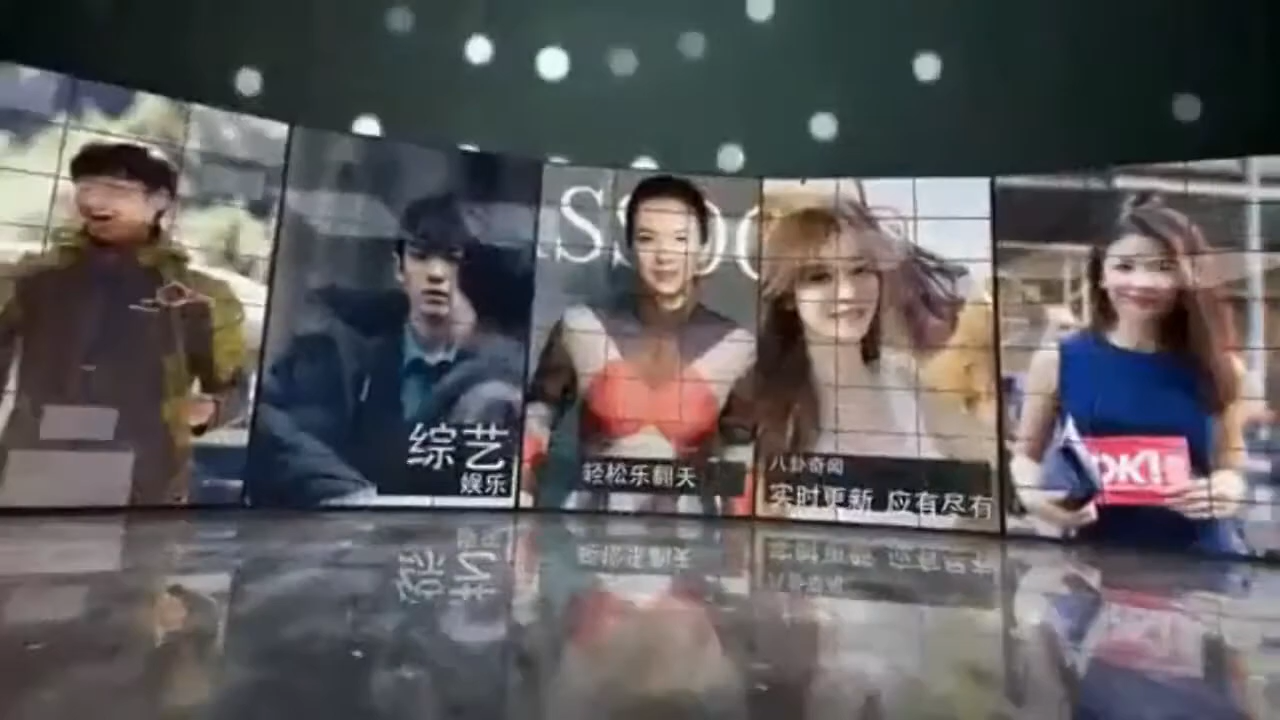 综艺
娱乐
轻松乐翻天
八卦奇闻
实时更新 应有尽有
OK!